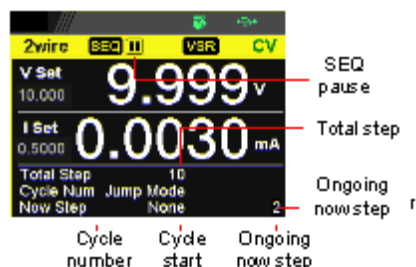 2wire SEQ VSR CV
V Set
10.000 9.999 V
SEQ
pause
I Set
0.5000 0.0030 mA
Total step
Total Step 10
Cycle Num Jump Mode
Now Step None 2
Ongoing
now step
r
Cycle
number
Cycle
start
Ongoing
now step